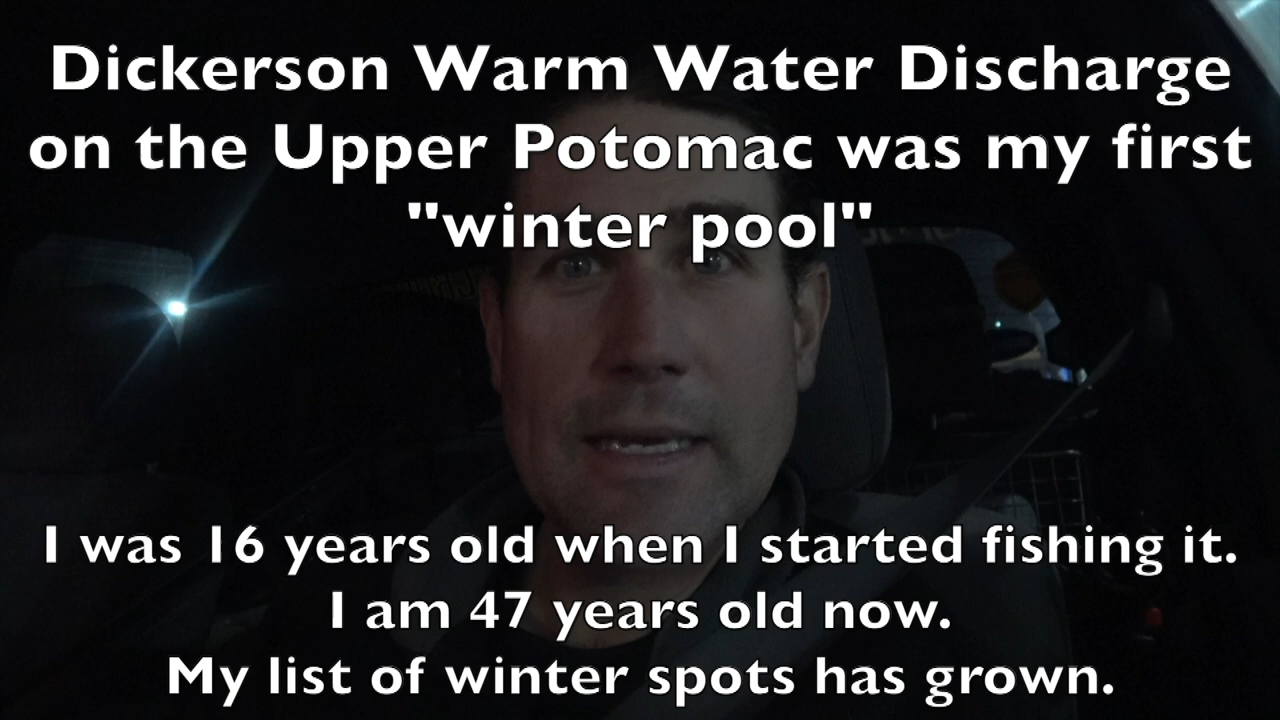 Dickerson Warm Water Discharge
on the Upper Potomac was my first
"winter pool"
I was 16 years old when I started fishing it.
I am 47 years old now.
My list of winter spots has grown.